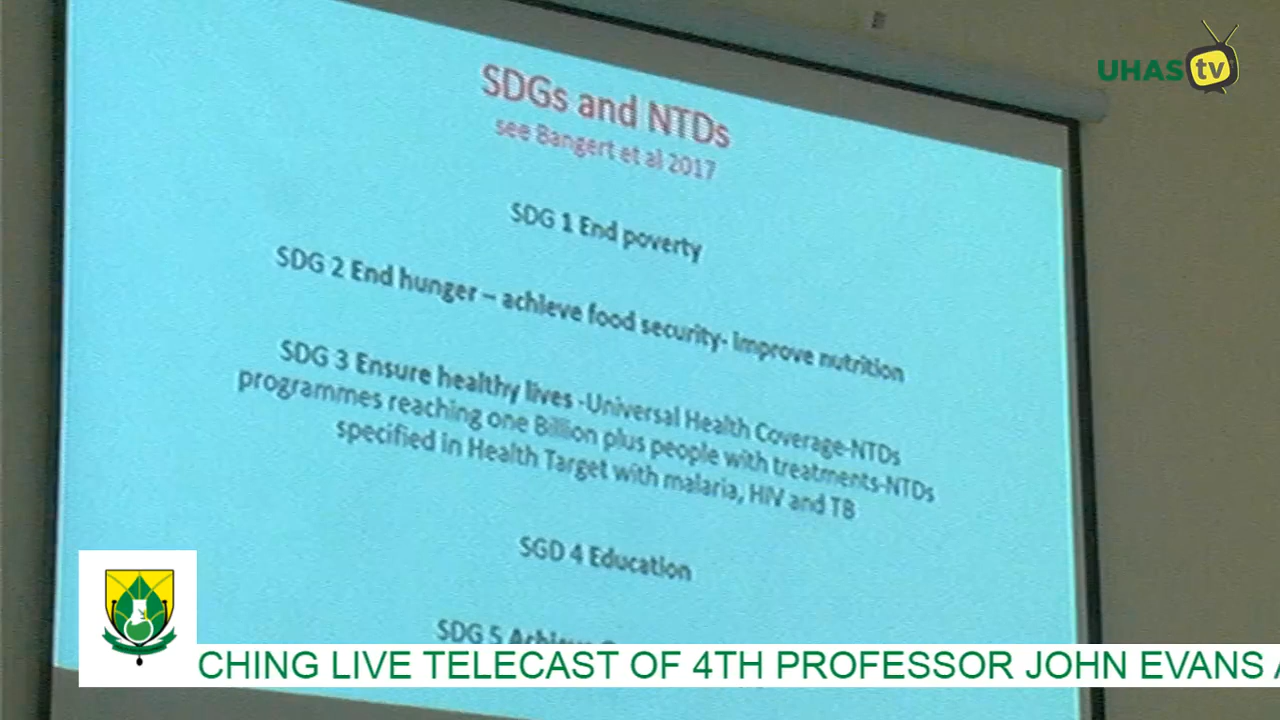 UHAS tv
SDGs and NTDs
see Bangert et al 2017
SDG 1 End poverty
SDG 2 End hunger – achieve food security- improve nutrition
SDG 3 Ensure healthy lives -Universal Health Coverage-NTDs
programmes reaching one Billion plus people with treatments-NTDs
specified in Health Target with malaria, HIV and TB
SGD 4 Education
SDG 5
CHING LIVE TELECAST OF 4TH PROFESSOR JOHN EVANS A